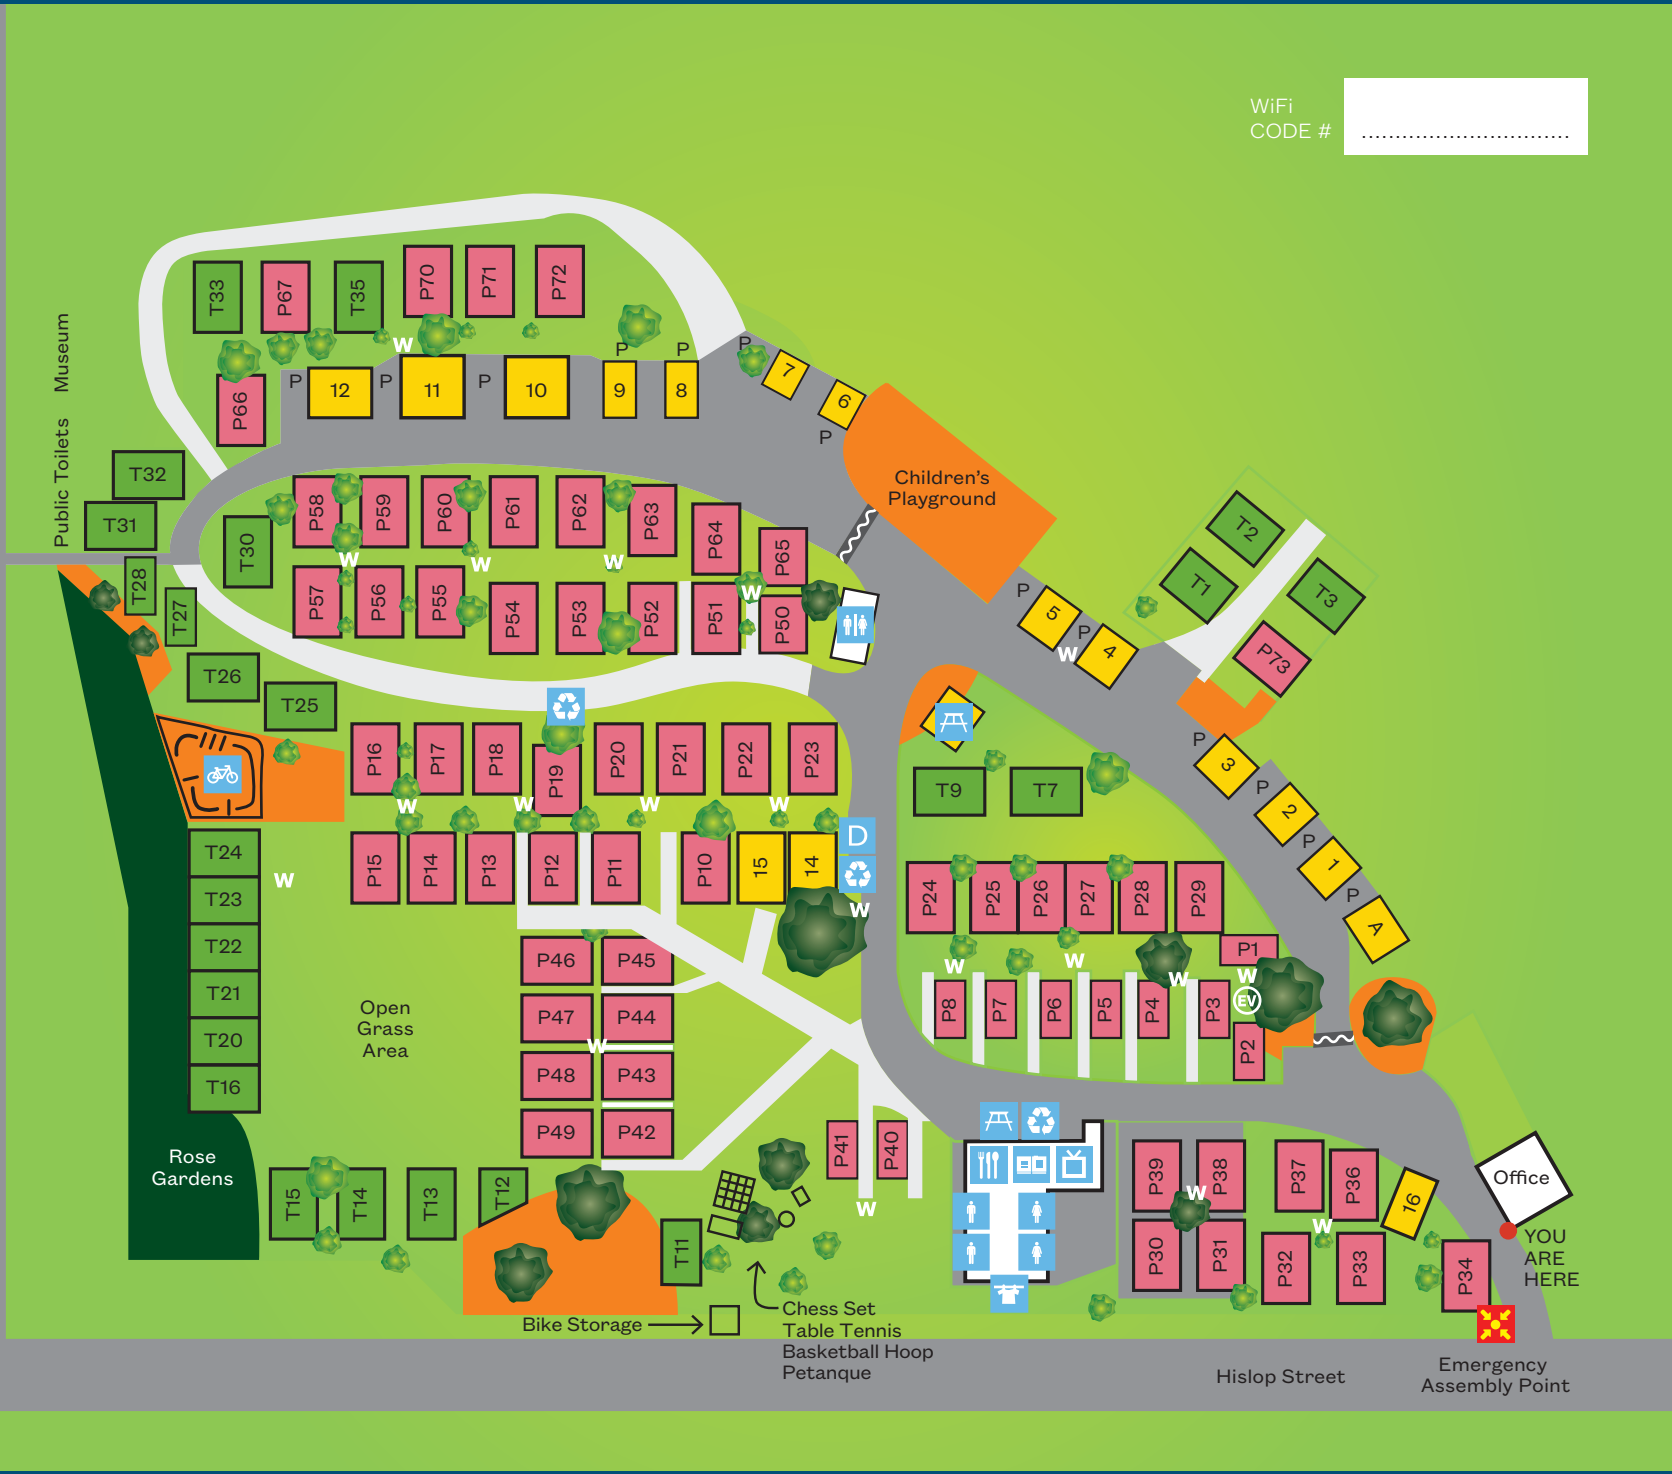 WiFi
CODE #
..............................
Museum
Public Toilets
T33
P67
T35
P70
P71
P72
W
P
P
P
P66
P
12
P
11
P
10
9
8
7
6
P
T32
T31
T28
T27
T26
T25
T30
P58
P59
P60
P61
P62
P63
P64
P65
W
W
W
W
P57
P56
P55
P54
P53
P52
P51
P50
Children's
Playground
T2
T1
T3
P73
P
5
P
W
4
P
3
P
2
P
1
P
A
P16
P17
P18
P19
P20
P21
P22
P23
W
W
W
W
P15
P14
P13
P12
P11
P10
15
14
D
W
T9
T7
P24
P25
P26
P27
P28
P29
P1
W
W
W
W
EV
P8
P7
P6
P5
P4
P3
P2
T24
T23
T22
T21
T20
T16
W
Open
Grass
Area
P46
P45
P47
P44
W
P48
P43
P49
P42
Rose
Gardens
T15
T14
T13
T12
T11
P41
P40
W
Bike Storage
Chess Set
Table Tennis
Basketball Hoop
Petanque
P39
P38
P37
P36
16
W
W
P30
P31
P32
P33
P34
Office
YOU
ARE
HERE
Hislop Street
Emergency
Assembly Point